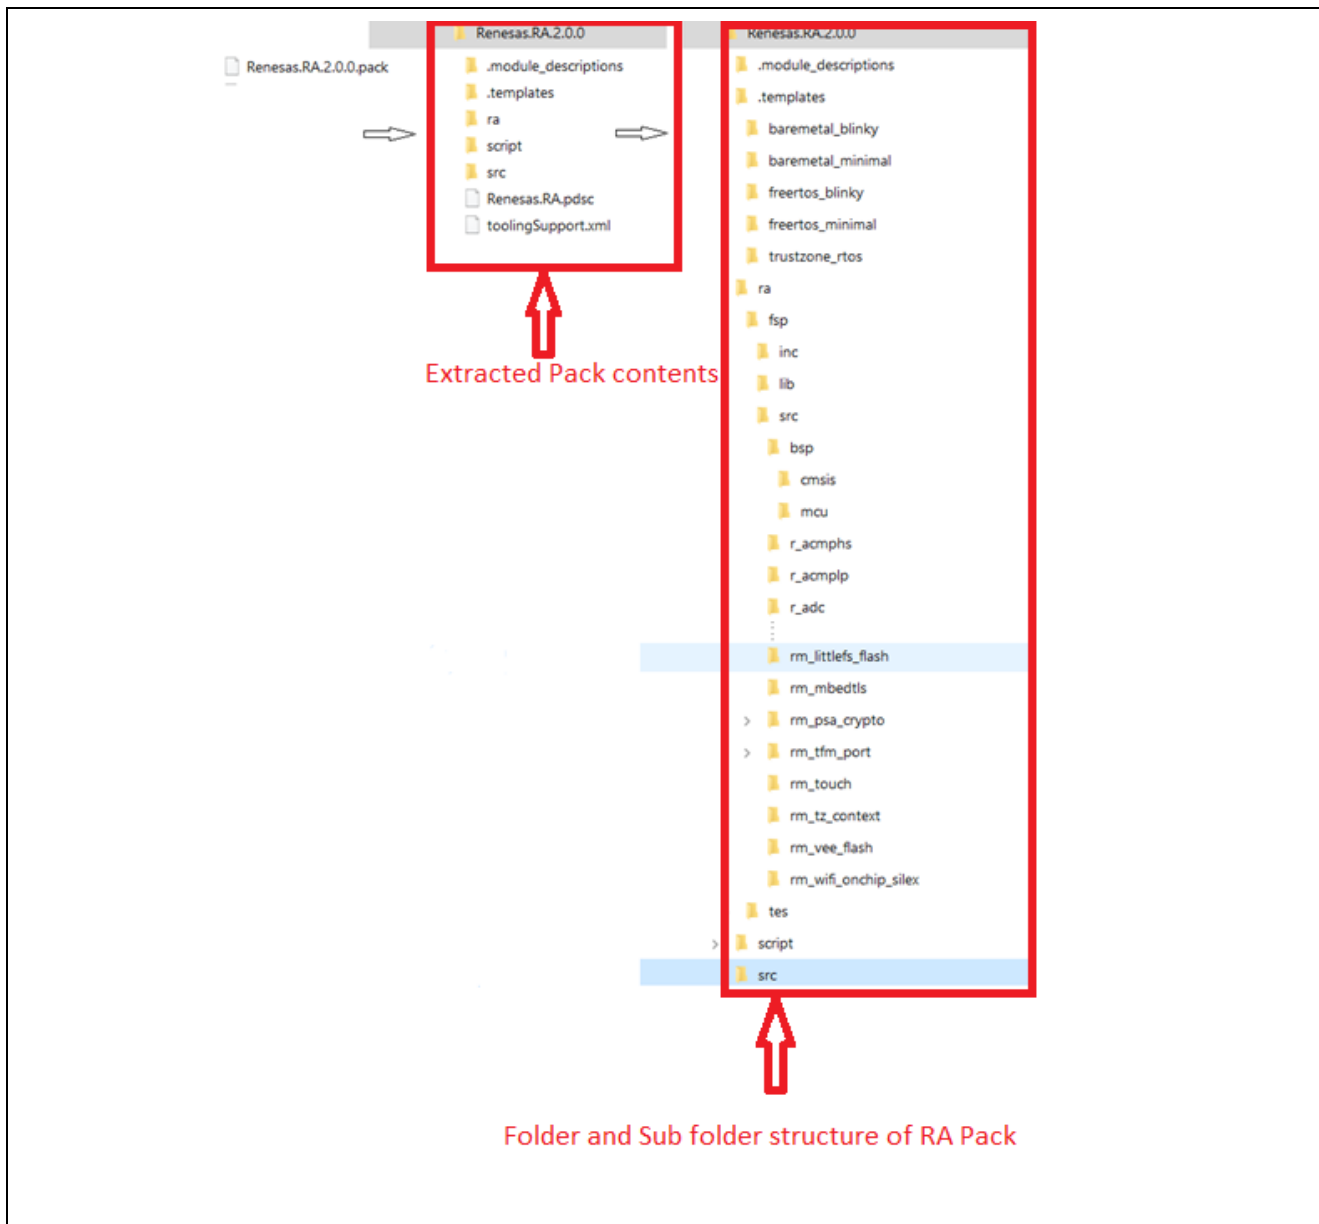 Renesas.RA.2.0.0.pack
Renesas.RA.2.0.0
.module_descriptions
.templates
ra
script
src
Renesas.RA.pdsc
toolingSupport.xml
Extracted Pack contents
Renesas.RA.2.0.0
.module_descriptions
.templates
baremetal_blinky
baremetal_minimal
freertos_blinky
freertos_minimal
trustzone_rtos
ra
fsp
inc
lib
src
bsp
cmsis
mcu
r_acmphs
r_acmplp
r_adc
rm_littlefs_flash
rm_mbedtls
rm_psa_crypto
rm_tfm_port
rm_touch
rm_tz_context
rm_vee_flash
rm_wifi_onchip_silex
tes
script
src
Folder and Sub folder structure of RA Pack